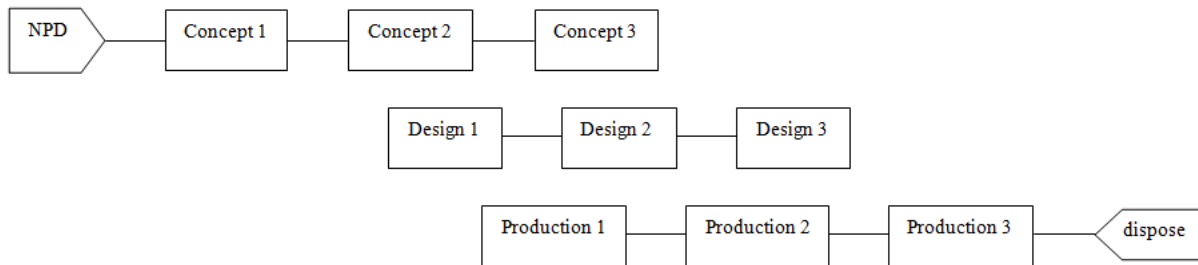 NPD
Concept 1
Concept 2
Concept 3
Design 1
Design 2
Design 3
Production 1
Production 2
Production 3
dispose